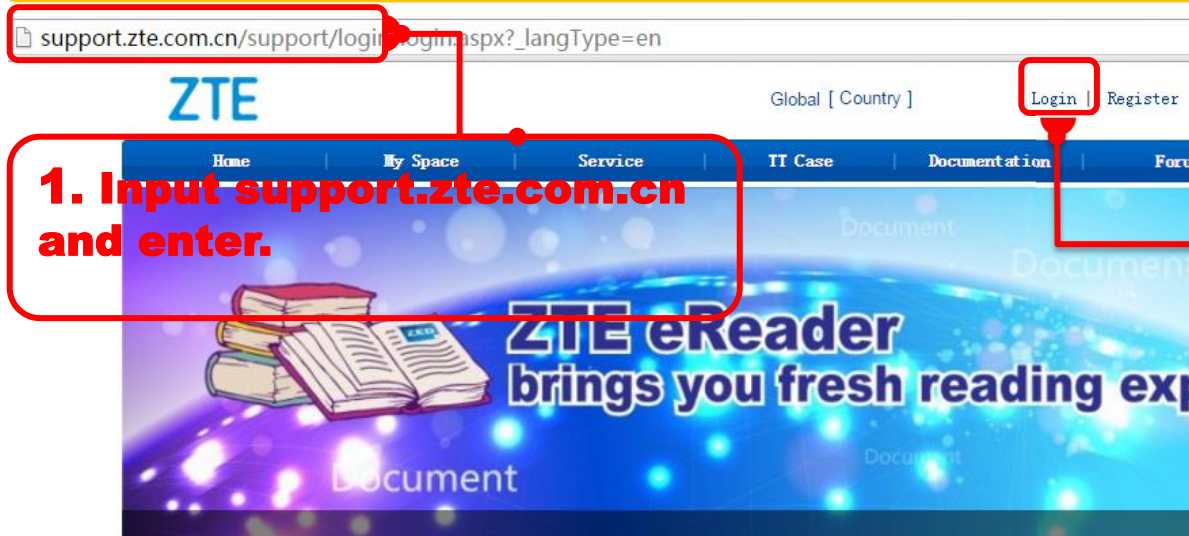 support.zte.com.cn/support/login/login.aspx?_langType=en
ZTE
Global [ Country ] Login | Register
Home | My Space | Service | TT Case | Documentation |
1. Input support.zte.com.cn
and enter.
Document
Document
ZED
ZTE eReader
brings you fresh reading
Document
Document